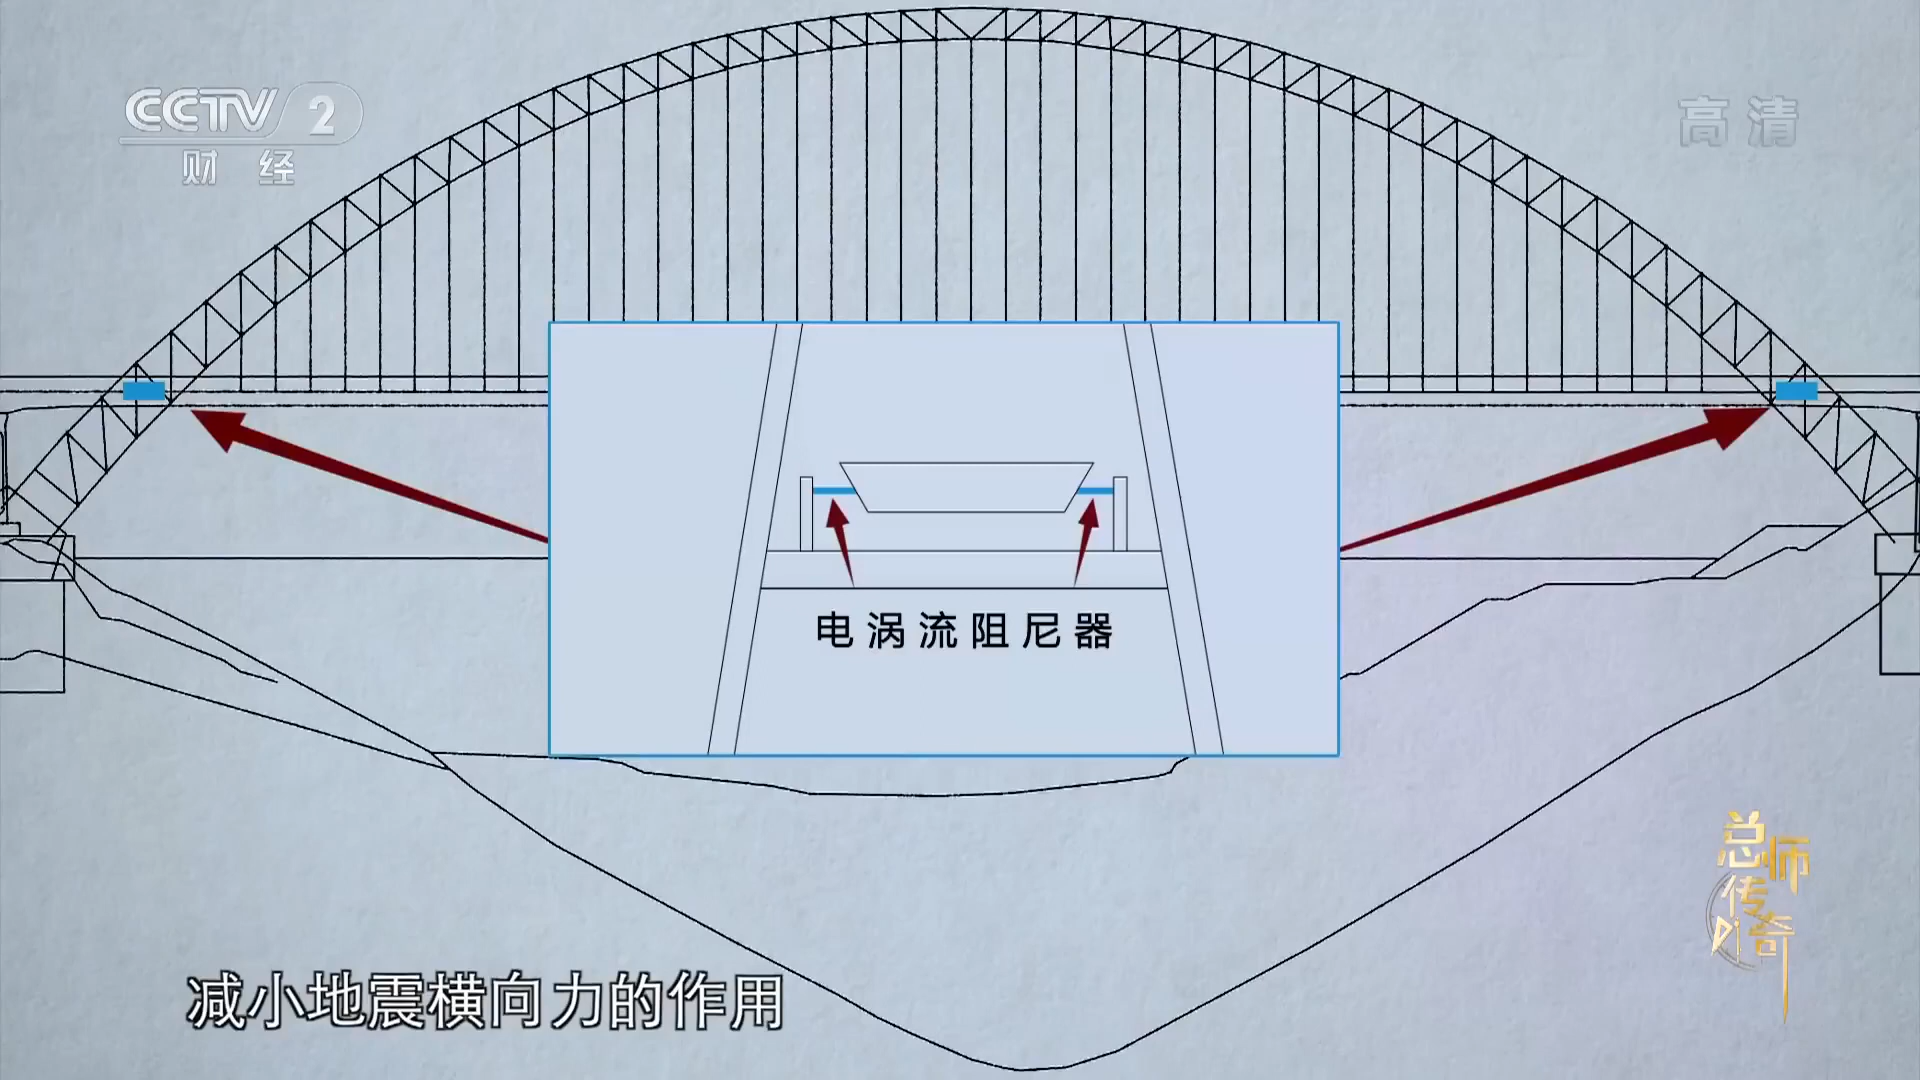 CCTV 2
财 经
高清
电涡流阻尼器
总师
传奇
减小地震横向力的作用